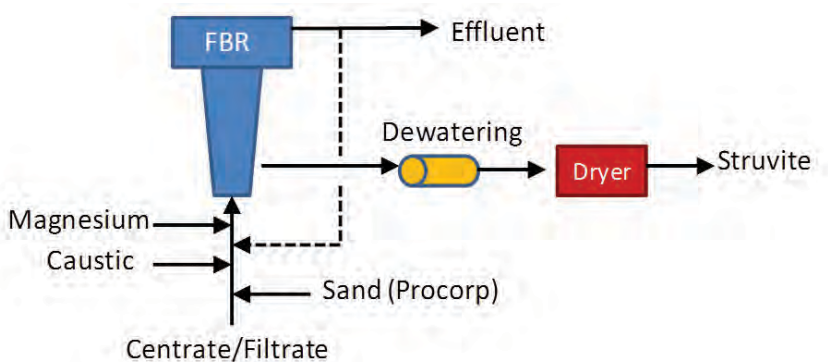 FBR
Effluent
Dewatering
Dryer
Struvite
Magnesium
Caustic
Sand (Procorp)
Centrate/Filtrate